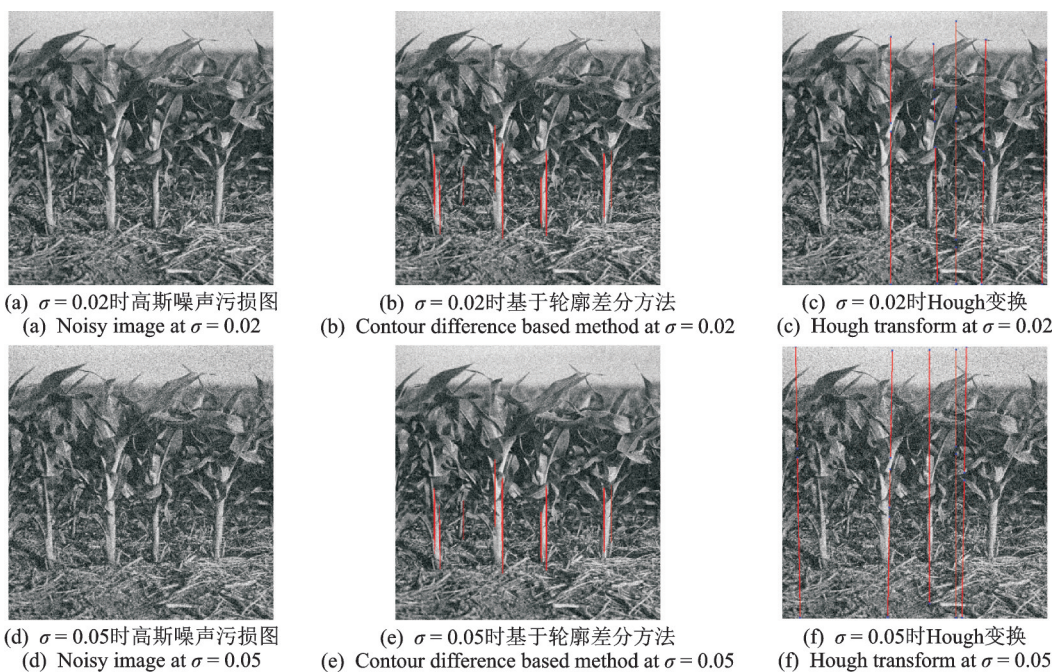 (a) σ = 0.02时高斯噪声污损图
(a) Noisy image at σ = 0.02
(b) σ = 0.02时基于轮廓差分方法
(b) Contour difference based method at σ = 0.02
(c) σ = 0.02时Hough变换
(c) Hough transform at σ = 0.02
(d) σ = 0.05时高斯噪声污损图
(d) Noisy image at σ = 0.05
(e) σ = 0.05时基于轮廓差分方法
(e) Contour difference based method at σ = 0.05
(f) σ = 0.05时Hough变换
(f) Hough transform at σ = 0.05